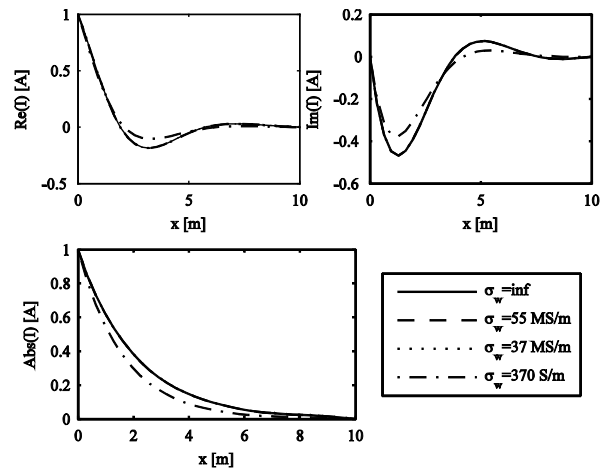 1
0.5
0
-0.5
Re(I) [A]
0
5
10
x [m]
0.2
0
-0.2
-0.4
-0.6
Im(I) [A]
0
5
10
x [m]
1
0.8
0.6
0.4
0.2
0
Abs(I) [A]
0
2
4
6
8
10
x [m]
σw=inf
σw=55 MS/m
σw=37 MS/m
σw=370 S/m